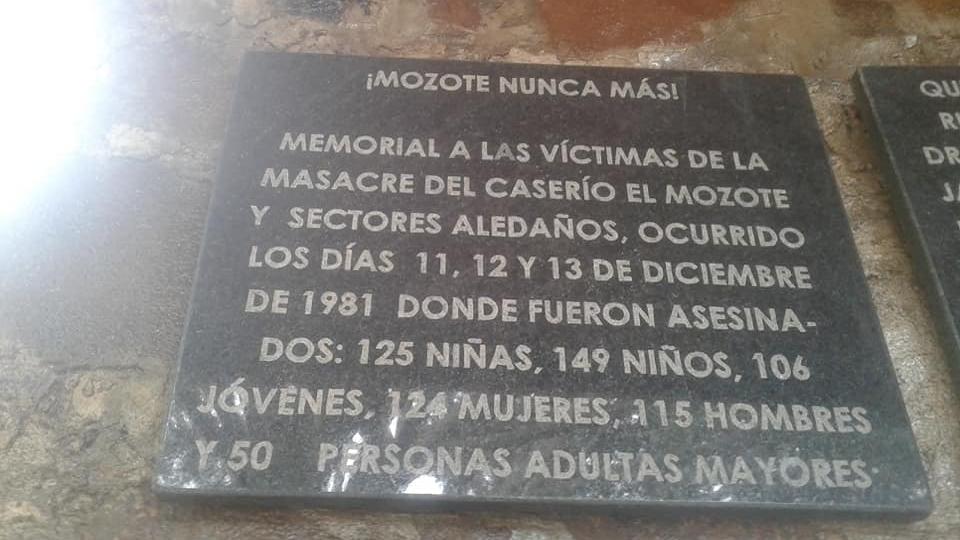 ¡MOZOTE NUNCA MÁS!
MEMORIAL A LAS VÍCTIMAS DE LA
MASACRE DEL CASERÍO EL MOZOTE
Y SECTORES ALEDAÑOS, OCURRIDO
LOS DÍAS 11, 12 Y 13 DE DICIEMBRE
DE 1981 DONDE FUERON ASESINA-
DOS: 125 NIÑAS, 149 NIÑOS, 106
JÓVENES, 124 MUJERES, 115 HOMBRES
Y 50 PERSONAS ADULTAS MAYORES.